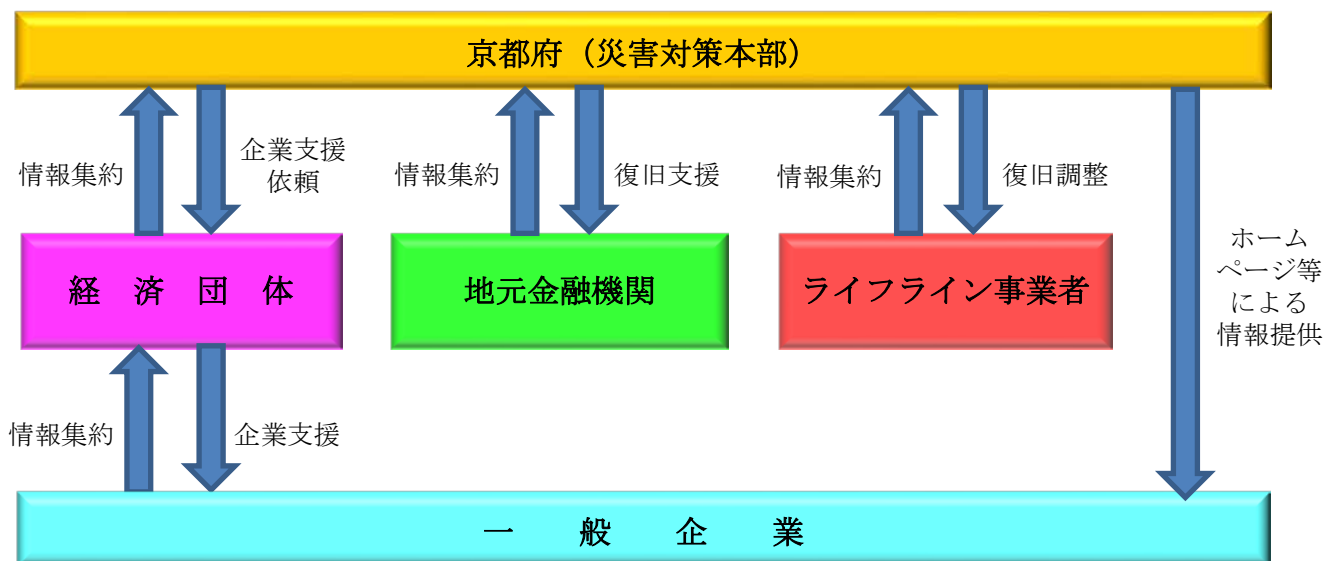 京都府（災害対策本部）
情報集約
企業支援
依頼
情報集約
復旧支援
情報集約
復旧調整
ホーム
ページ等
による
情報提供
経　済　団　体
地元金融機関
ライフライン事業者
情報集約
企業支援
一　般　企　業